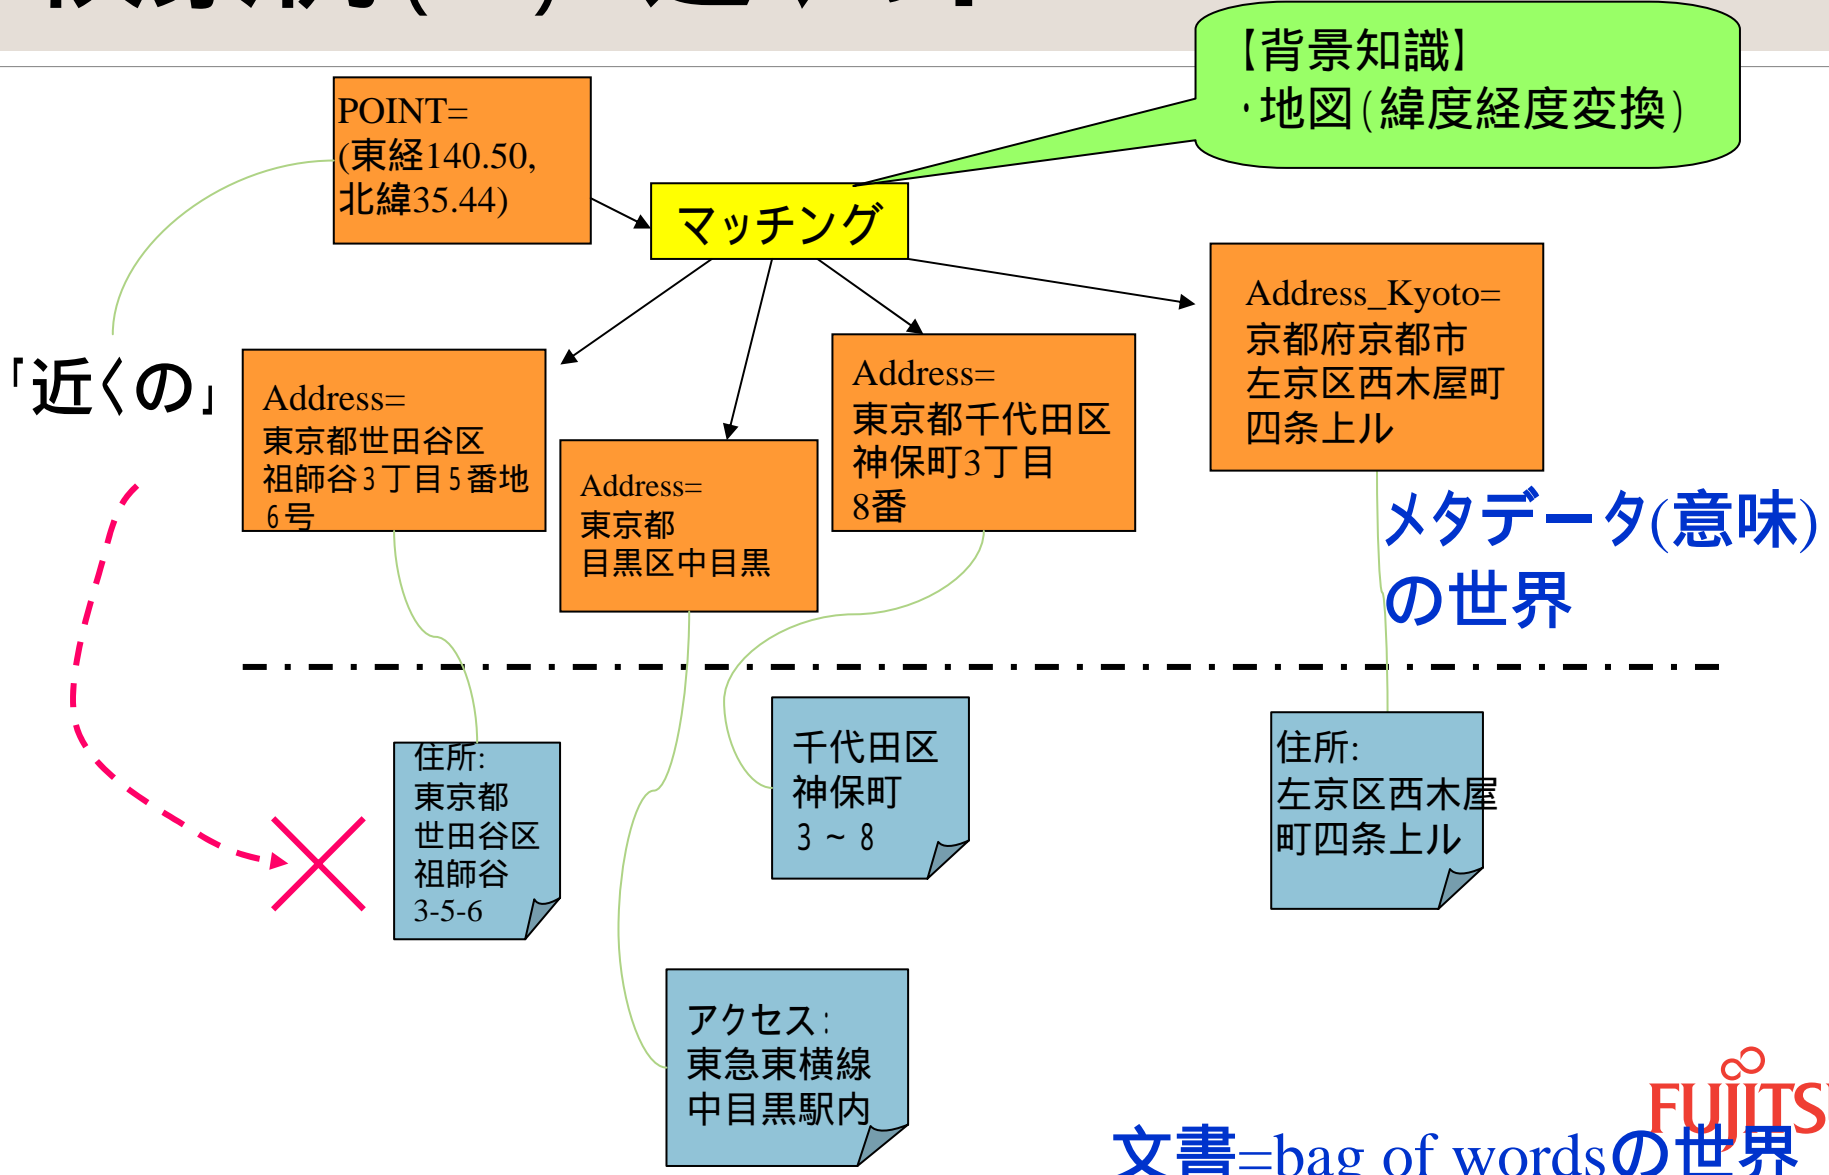 【背景知識】
・地図(緯度経度変換)
POINT=
(東経140.50,
北緯35.44)
マッチング
Address_Kyoto=
京都府京都市
左京区西木屋町
四条上ル
「近くの」
Address=
東京都世田谷区
祖師谷3丁目5番地
6号
Address=
東京都
目黒区中目黒
Address=
東京都千代田区
神保町3丁目
8番
メタデータ(意味)
の世界
住所:
東京都
世田谷区
祖師谷
3-5-6
千代田区
神保町
3~8
住所:
左京区西木屋
町四条上ル
アクセス:
東急東横線
中目黒駅内
FUJITS
文書=bag of wordsの世界